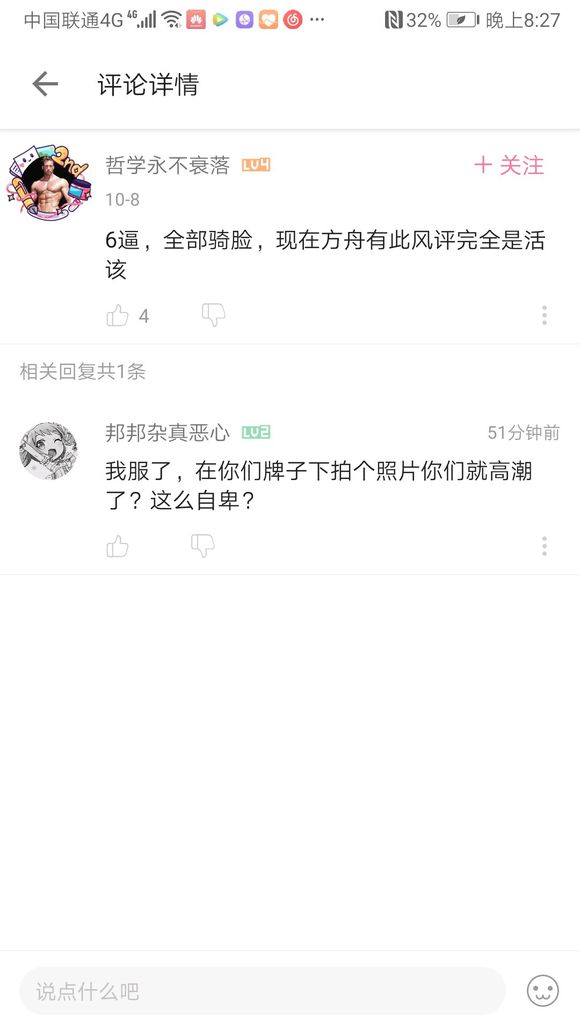 中国联通4G 4G 32% 晚上8:27
评论详情
哲学永不衰落 LV4 + 关注
10-8
6逼，全部骑脸，现在方舟有此风评完全是活
该
4
相关回复共1条
邦邦杂真恶心 LV2 51分钟前
我服了，在你们牌子下拍个照片你们就高潮
了？这么自卑？
说点什么吧